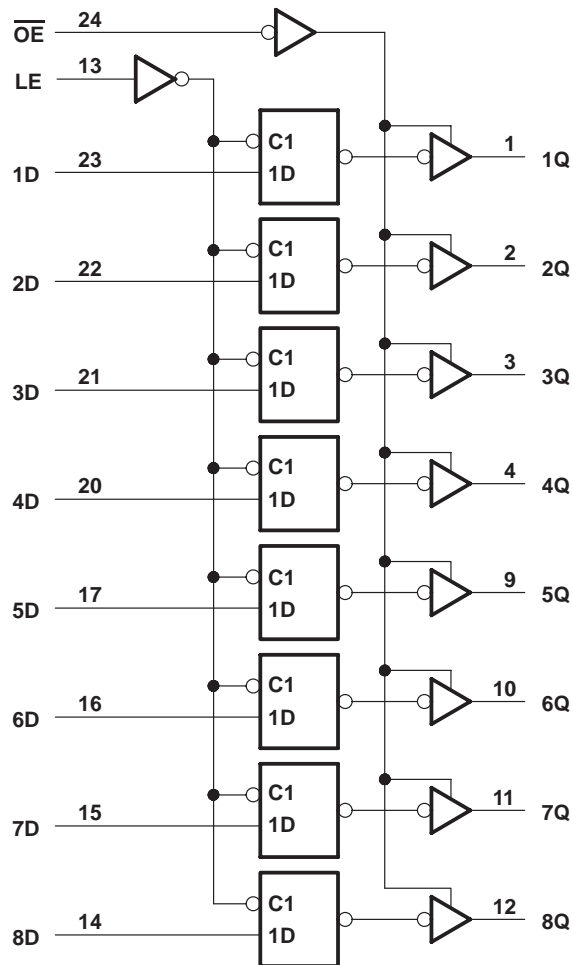 OE 24
LE 13
C1 1 1Q
1D 23 1D
C1 2 2Q
2D 22 1D
C1 3 3Q
3D 21 1D
C1 4 4Q
4D 20 1D
C1 9 5Q
5D 17 1D
C1 10 6Q
6D 16 1D
C1 11 7Q
7D 15 1D
C1 12 8Q
8D 14 1D